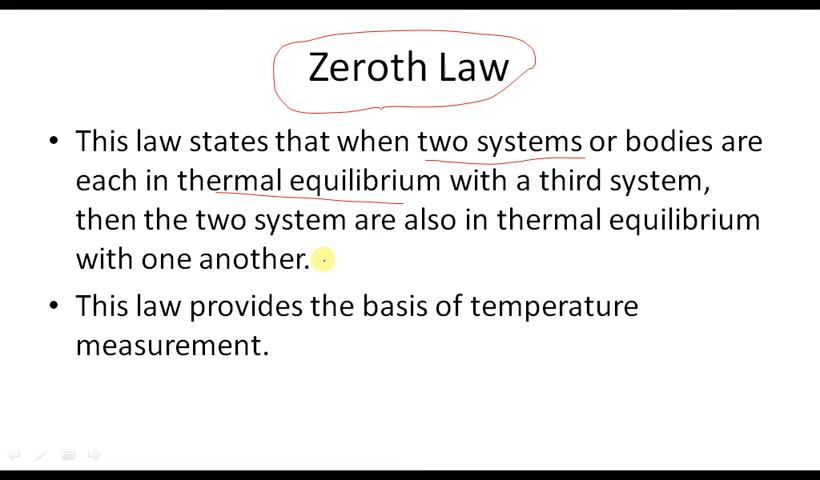 Zeroth Law
• This law states that when two systems or bodies are
each in thermal equilibrium with a third system,
then the two system are also in thermal equilibrium
with one another.
• This law provides the basis of temperature
measurement.